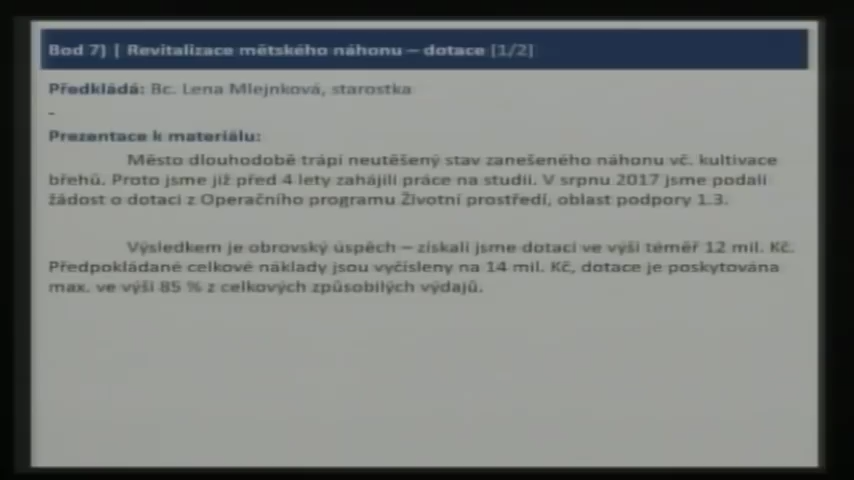 Bod 7) | Revitalizace mětského náhonu – dotace [1/2]
Předkládá: Bc. Lena Mlejnková, starostka
-
Prezentace k materiálu:
Město dlouhodobě trápí neutěšený stav zanešeného náhonu vč. kultivace
břehů. Proto jsme již před 4 lety zahájili práce na studii. V srpnu 2017 jsme podali
žádost o dotaci z Operačního programu Životní prostředí, oblast podpory 1.3.
Výsledkem je obrovský úspěch – získali jsme dotaci ve výši téměř 12 mil. Kč.
Předpokládané celkové náklady jsou vyčísleny na 14 mil. Kč, dotace je poskytována
max. ve výši 85 % z celkových způsobilých výdajů.